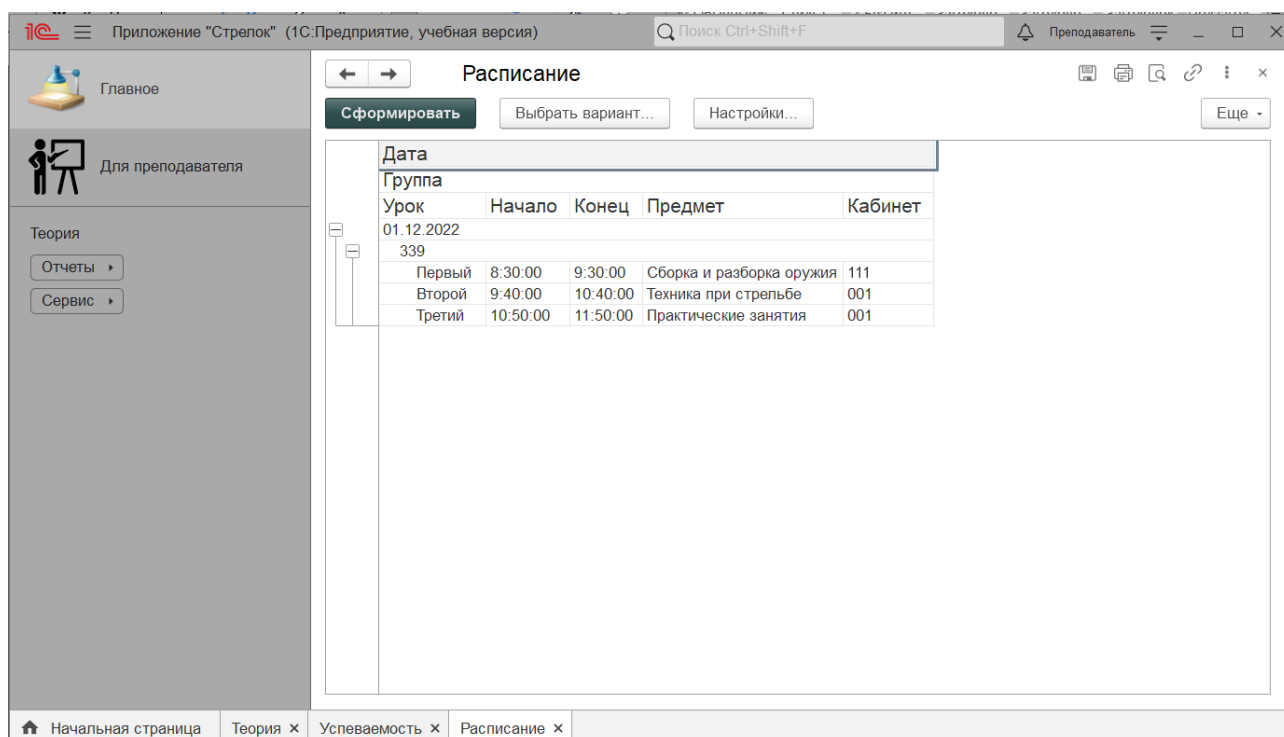 1С Приложение "Стрелок" (1С:Предприятие, учебная версия) Поиск Ctrl+Shift+F Преподаватель
Главное
Для преподавателя
Теория
Отчеты
Сервис
Расписание
Сформировать Выбрать вариант... Настройки... Еще
Дата
Группа
Урок Начало Конец Предмет Кабинет
01.12.2022
339
Первый 8:30:00 9:30:00 Сборка и разборка оружия 111
Второй 9:40:00 10:40:00 Техника при стрельбе 001
Третий 10:50:00 11:50:00 Практические занятия 001
Начальная страница Теория Успеваемость Расписание